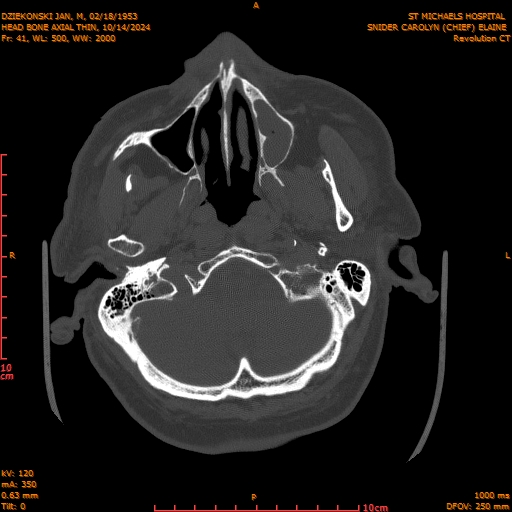 DZIEKONSKI JAN, M, 02/18/1953
HEAD BONE AXIAL THIN, 10/14/2024
Fr: 41, WL: 500, WW: 2000
A
ST MICHAELS HOSPITAL
SNIDER CAROLYN (CHIEF) ELAINE
Revolution CT
R
L
10
cm
kV: 120
mA: 350
0.63 mm
Tilt: 0
P
10cm
1000 ms
DFOV: 250 mm